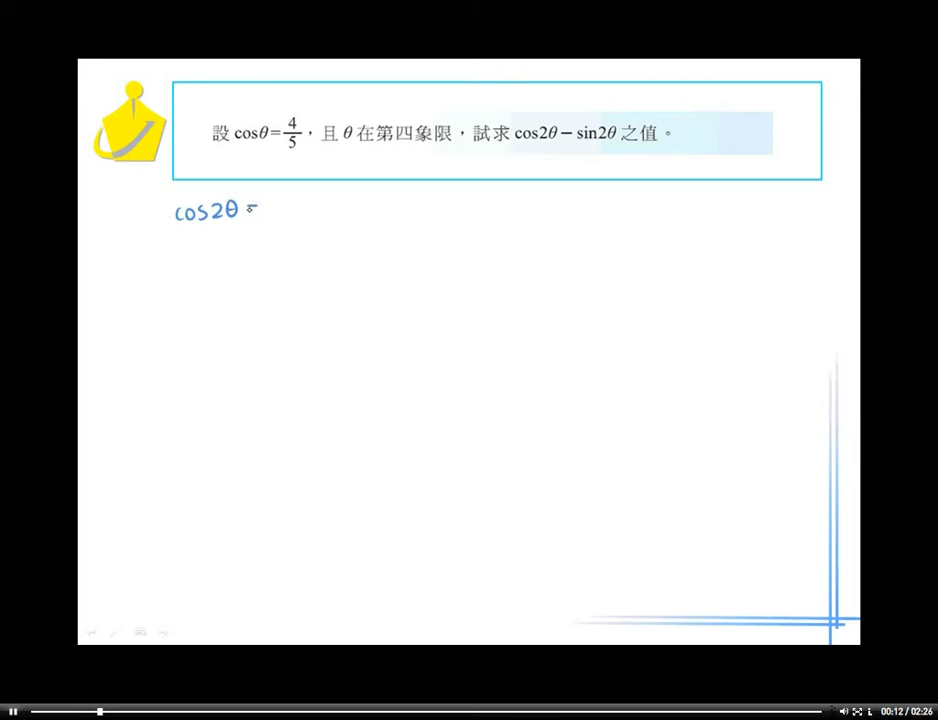 設 cosθ=4/5，且 θ 在第四象限，試求 cos2θ－sin2θ 之值。
cos2θ =
00:12 / 02:26